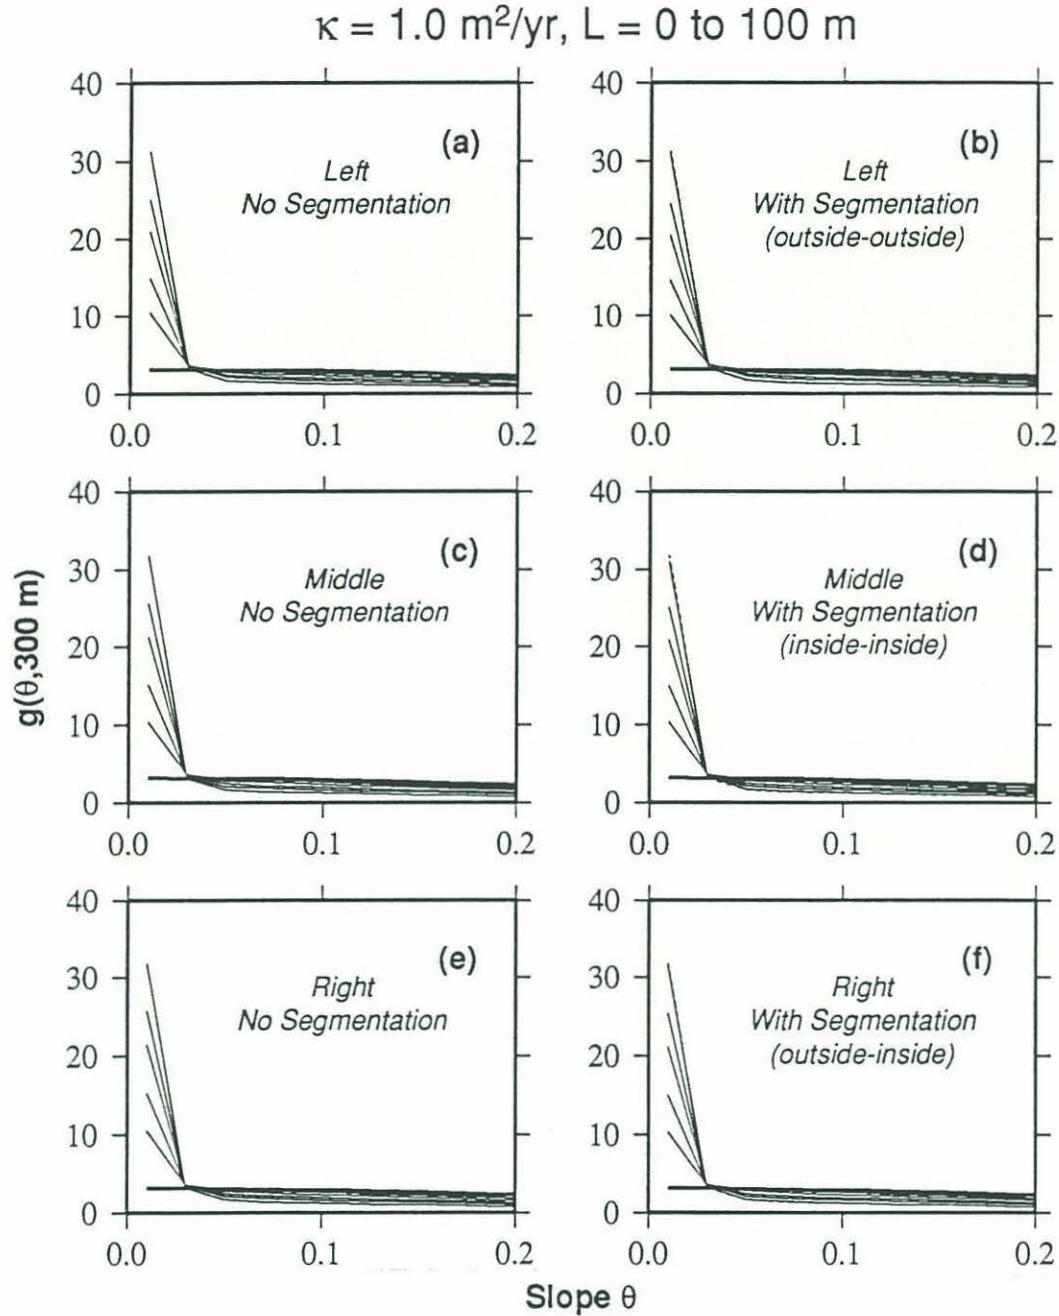 κ = 1.0 m²/yr, L = 0 to 100 m
40
30
20
10
0
0.0
0.1
0.2
(a)
Left
No Segmentation
40
30
20
10
0
0.0
0.1
0.2
(b)
Left
With Segmentation
(outside-outside)
40
30
20
10
0
0.0
0.1
0.2
(c)
Middle
No Segmentation
40
30
20
10
0
0.0
0.1
0.2
(d)
Middle
With Segmentation
(inside-inside)
40
30
20
10
0
0.0
0.1
0.2
(e)
Right
No Segmentation
40
30
20
10
0
0.0
0.1
0.2
(f)
Right
With Segmentation
(outside-inside)
g(θ,300 m)
Slope θ